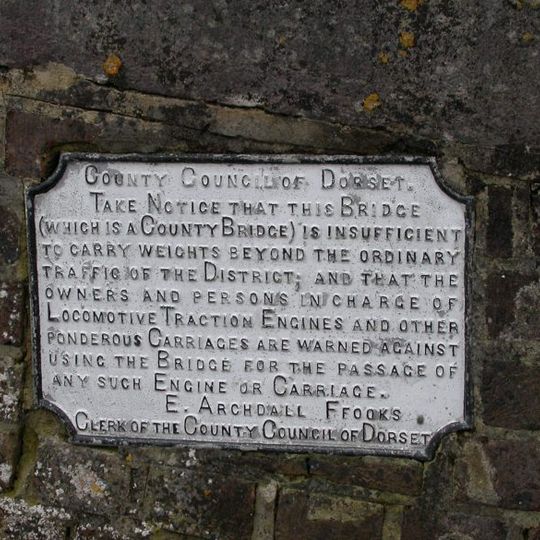 COUNTY COUNCIL OF DORSET.
TAKE NOTICE THAT THIS BRIDGE
(WHICH IS A COUNTY BRIDGE) IS INSUFFICIENT
TO CARRY WEIGHTS BEYOND THE ORDINARY
TRAFFIC OF THE DISTRICT; AND THAT THE
OWNERS AND PERSONS IN CHARGE OF
LOCOMOTIVE TRACTION ENGINES AND OTHER
PONDEROUS CARRIAGES ARE WARNED AGAINST
USING THE BRIDGE FOR THE PASSAGE OF
ANY SUCH ENGINE OR CARRIAGE.
E. ARCHDALL FFOOKS
CLERK OF THE COUNTY COUNCIL OF DORSET